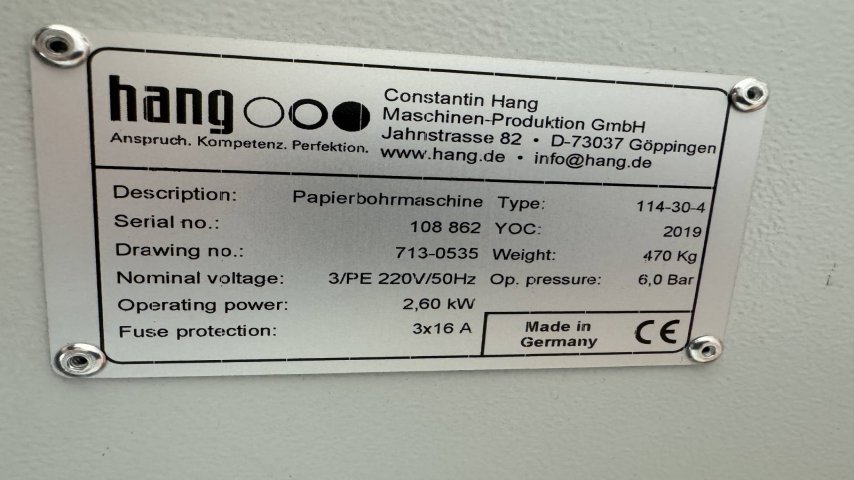 hang
Anspruch. Kompetenz. Perfektion.
Constantin Hang
Maschinen-Produktion GmbH
Jahnstrasse 82 • D-73037 Göppingen
www.hang.de • info@hang.de
Description: Papierbohrmaschine Type: 114-30-4
Serial no.: 108 862 YOC: 2019
Drawing no.: 713-0535 Weight: 470 Kg
Nominal voltage: 3/PE 220V/50Hz Op. pressure: 6,0 Bar
Operating power: 2,60 kW
Fuse protection: 3x16 A
Made in
Germany
CE